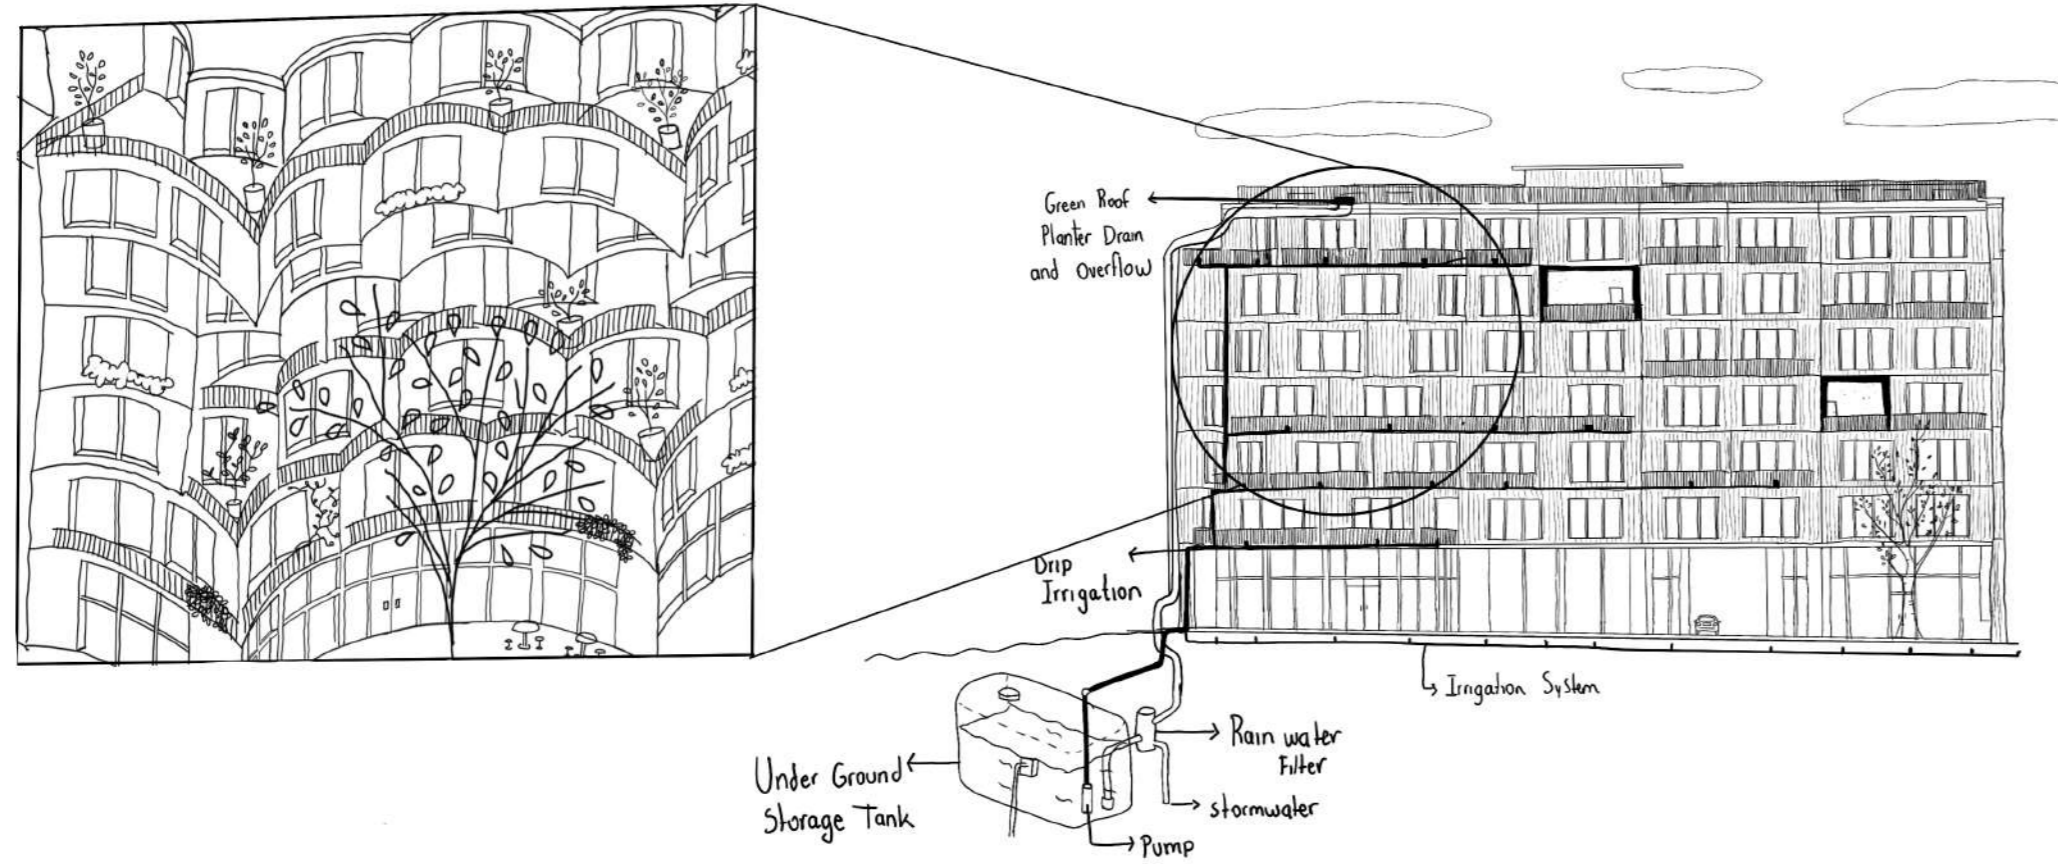 Green Roof
Planter Drain
and Overflow
Drip
Irrigation
Irrigation System
Rain water
Filter
Under Ground
Storage Tank
stormwater
Pump